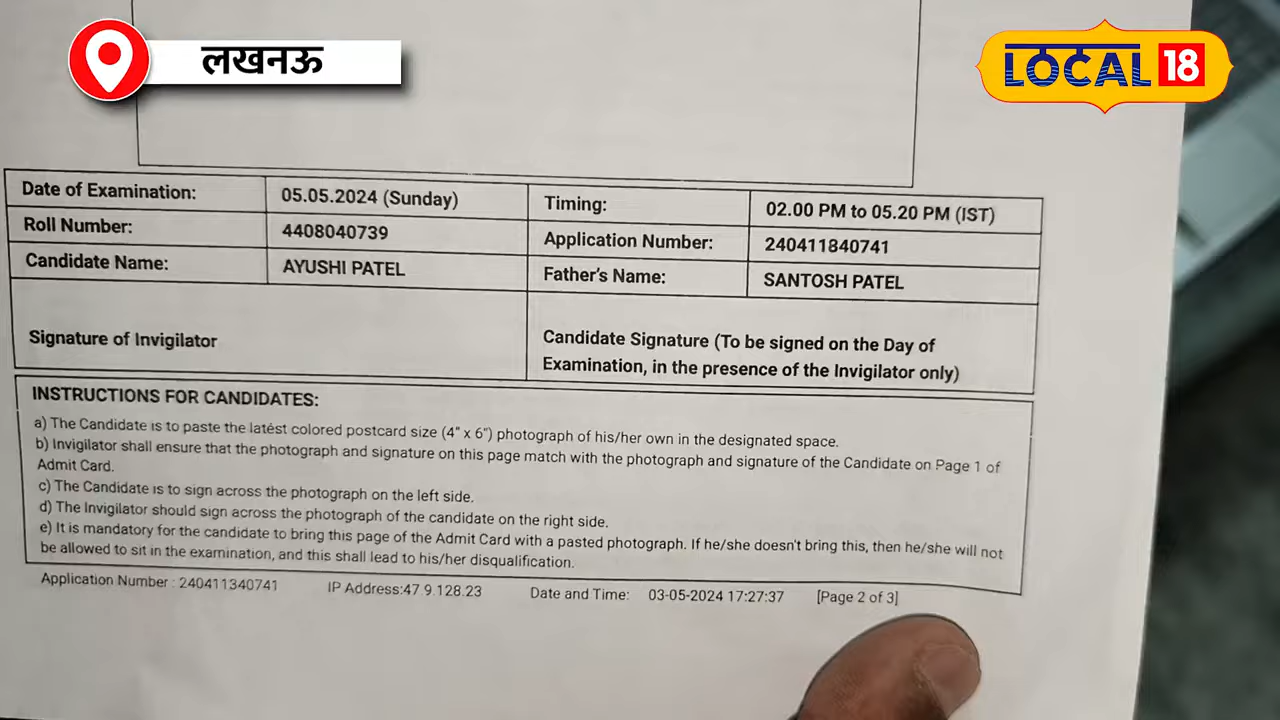 लखनऊ
LOCAL 18
Date of Examination: 05.05.2024 (Sunday) Timing: 02.00 PM to 05.20 PM (IST)
Roll Number: 4408040739 Application Number: 240411840741
Candidate Name: AYUSHI PATEL Father's Name: SANTOSH PATEL
Signature of Invigilator
Candidate Signature (To be signed on the Day of
Examination, in the presence of the Invigilator only)
INSTRUCTIONS FOR CANDIDATES:
a) The Candidate is to paste the latest colored postcard size (4" x 6") photograph of his/her own in the designated space.
b) Invigilator shall ensure that the photograph and signature on this page match with the photograph and signature of the Candidate on Page 1 of
Admit Card.
c) The Candidate is to sign across the photograph on the left side.
d) The Invigilator should sign across the photograph of the candidate on the right side.
e) It is mandatory for the candidate to bring this page of the Admit Card with a pasted photograph. If he/she doesn't bring this, then he/she will not
be allowed to sit in the examination, and this shall lead to his/her disqualification.
Application Number : 240411340741 IP Address:47 9.128.23 Date and Time: 03-05-2024 17:27:37 [Page 2 of 3]